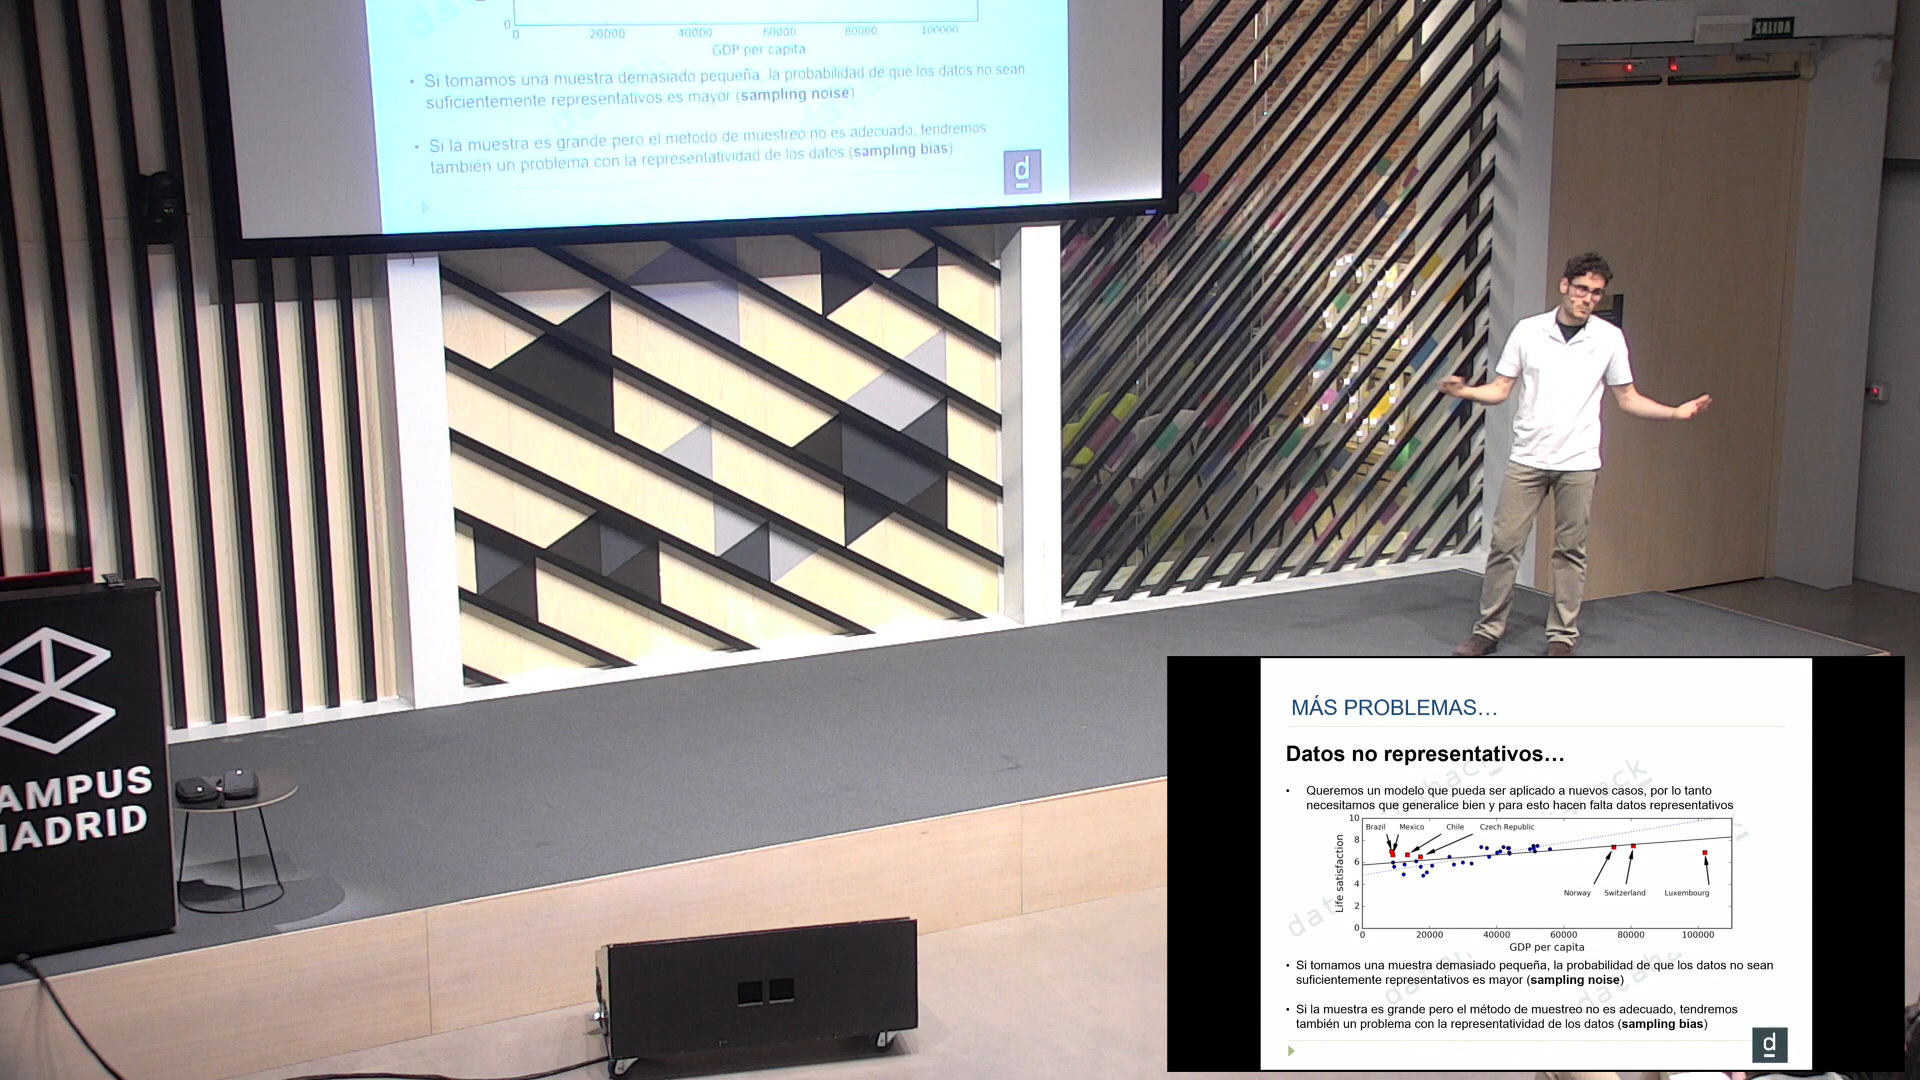 0
0
20000
40000
60000
80000
100000
GDP per capita
• Si tomamos una muestra demasiado pequeña, la probabilidad de que los datos no sean
suficientemente representativos es mayor (sampling noise)
• Si la muestra es grande pero el método de muestreo no es adecuado, tendremos
también un problema con la representatividad de los datos (sampling bias)
d
SALIDA
AMPUS
MADRID
MÁS PROBLEMAS...
Datos no representativos...
• Queremos un modelo que pueda ser aplicado a nuevos casos, por lo tanto
necesitamos que generalice bien y para esto hacen falta datos representativos
10
8
6
4
2
0
Life satisfaction
Brazil
Mexico
Chile
Czech Republic
Norway
Switzerland
Luxembourg
0
20000
40000
60000
80000
100000
GDP per capita
• Si tomamos una muestra demasiado pequeña, la probabilidad de que los datos no sean
suficientemente representativos es mayor (sampling noise)
• Si la muestra es grande pero el método de muestreo no es adecuado, tendremos
también un problema con la representatividad de los datos (sampling bias)
d